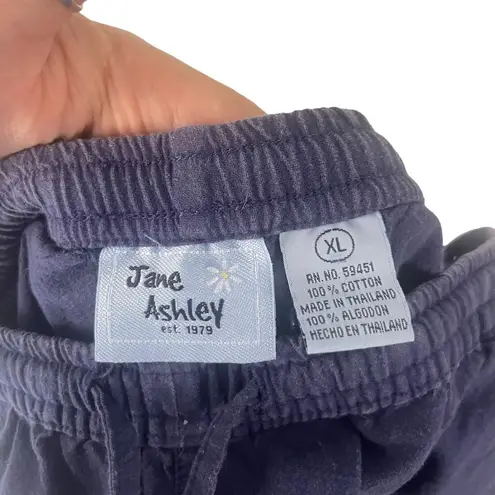 Jane
Ashley
est. 1979
XL
RN.NO. 59451
100% COTTON
MADE IN THAILAND
100% ALGODON
HECHO EN THAILAND